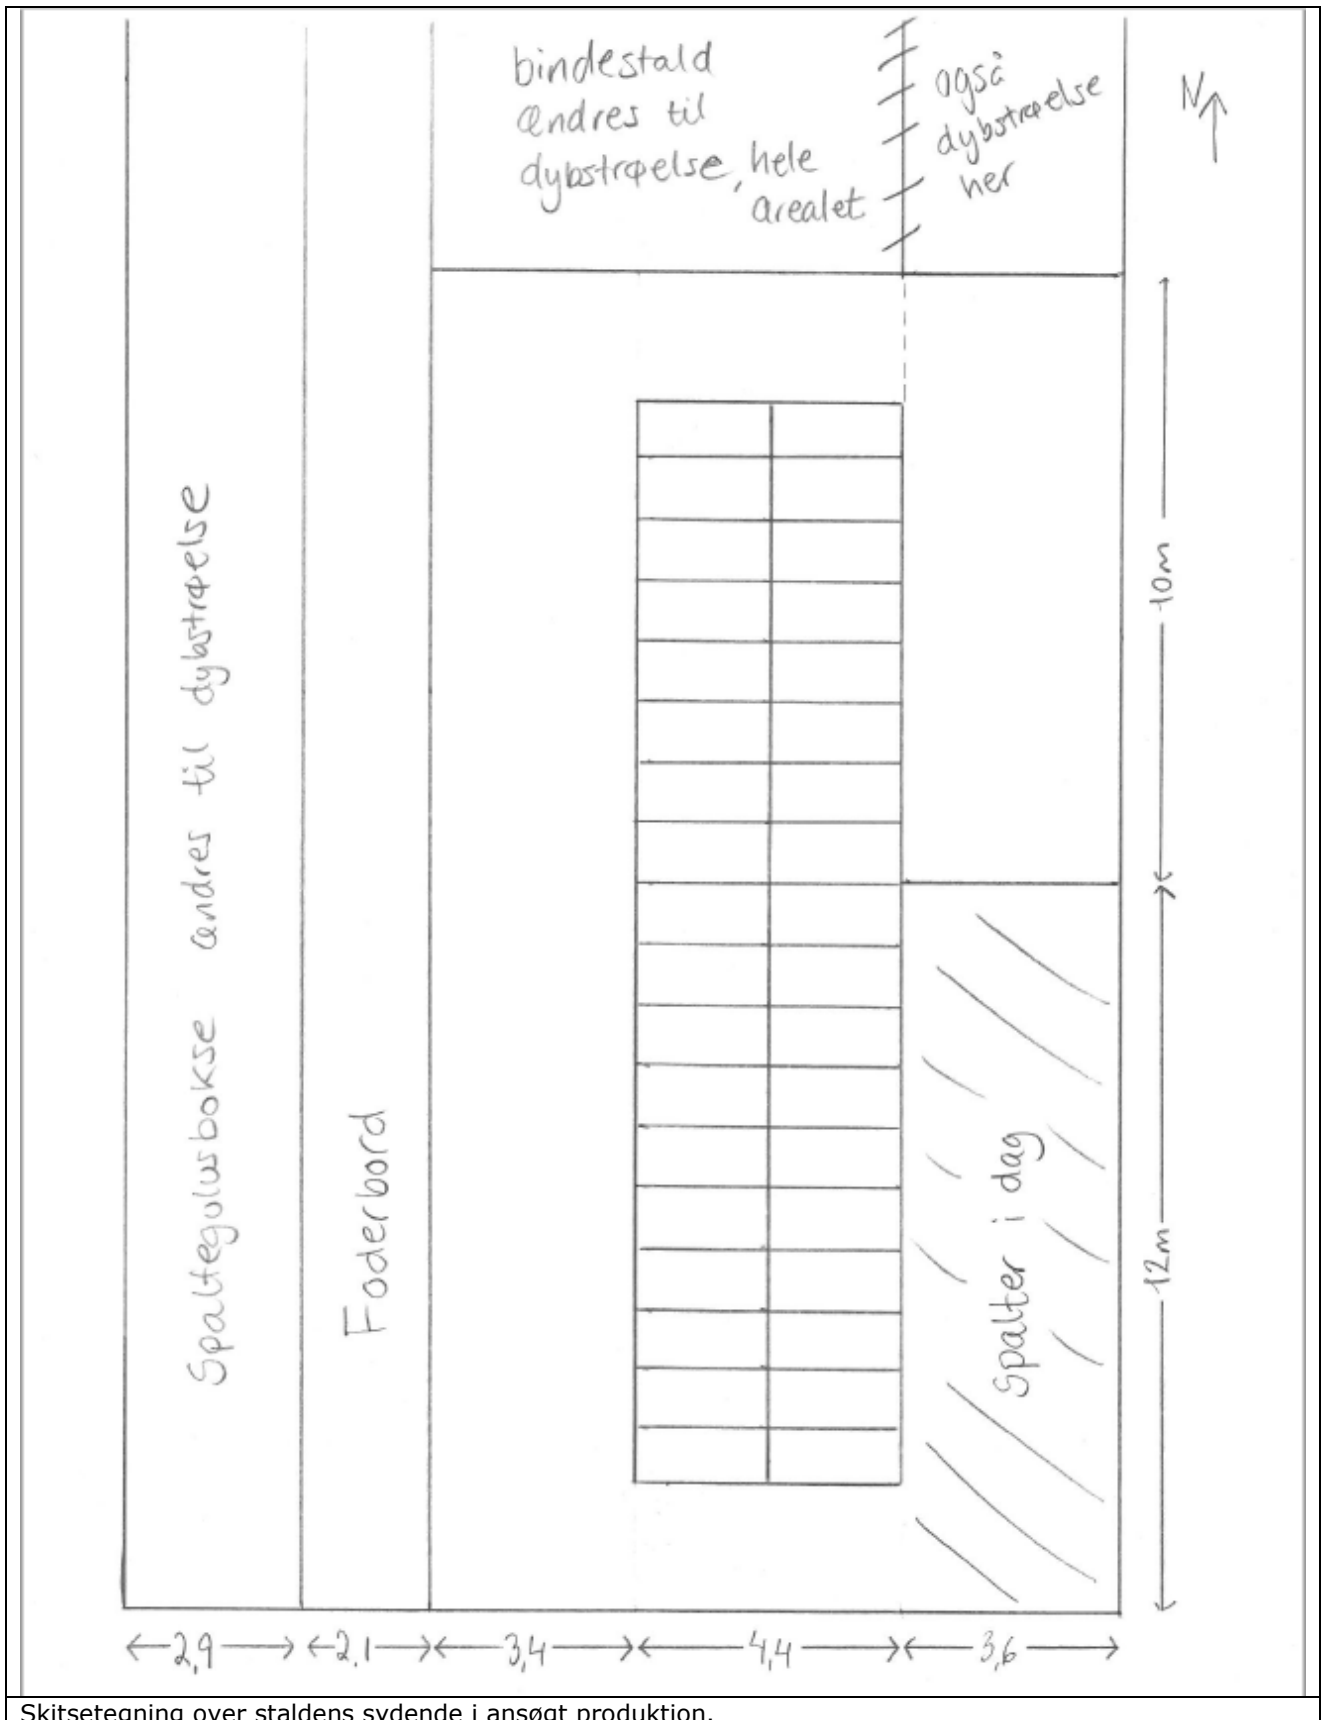 bindestald
ændres til
dybstrøelse, hele
arealet
også
dybstrøelse
her
N
Spaltegulvsbokse ændres til dybstrøelse
Foderbord
10m
Spalter i dag
12m
2,9
2,1
3,4
4,4
3,6
Skitsetegning over staldens sydende i ansøgt produktion.